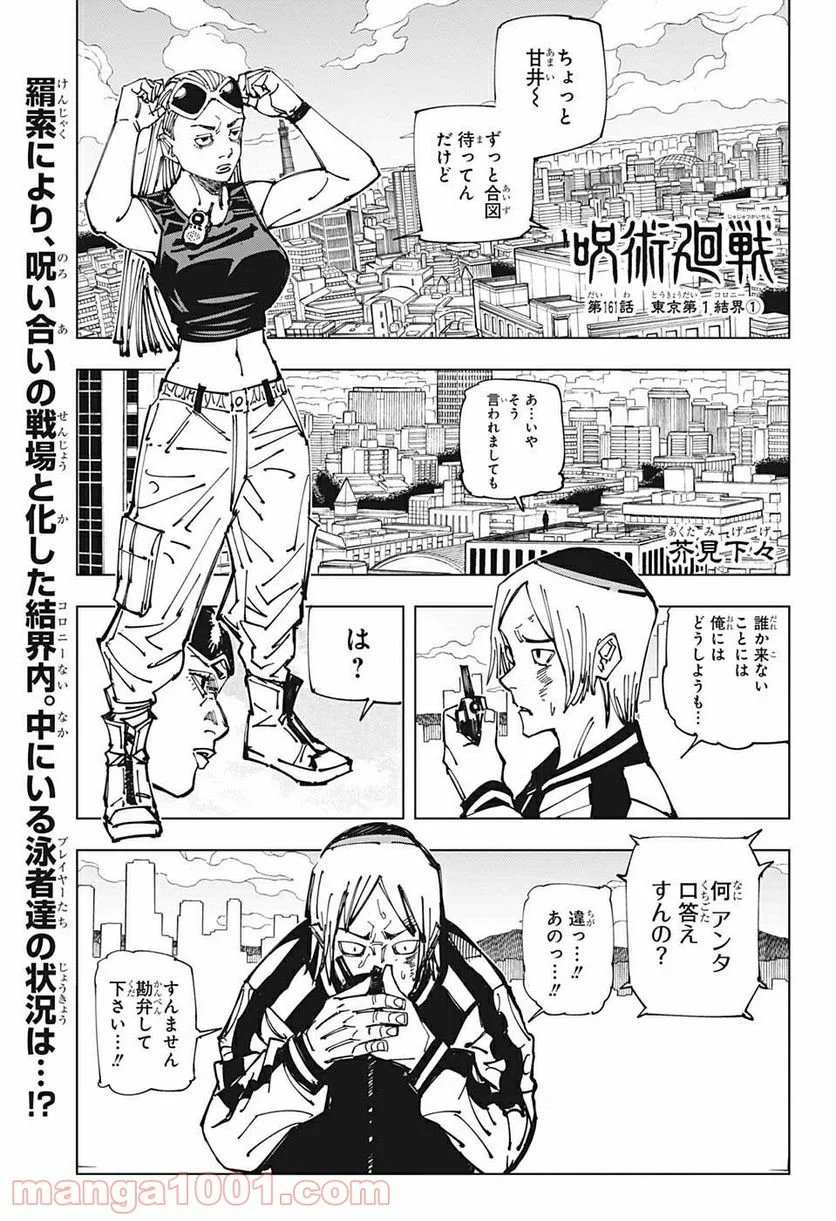 ちょっと
甘井〜
ずっと合図
待ってん
だけど
呪術廻戦
第161話 東京第1結界①
羂索により、呪い合いの戦場と化した結界内。中にいる泳者達の状況は…!?
あ…いや
そう
言われましても
芥見下々
誰か来ない
ことには
俺には
どうしようも…
は?
何 アンタ
口答え
すんの?
違っ…!!
あのっ…!!
すんません
勘弁して
下さい…!!
manga1001.com